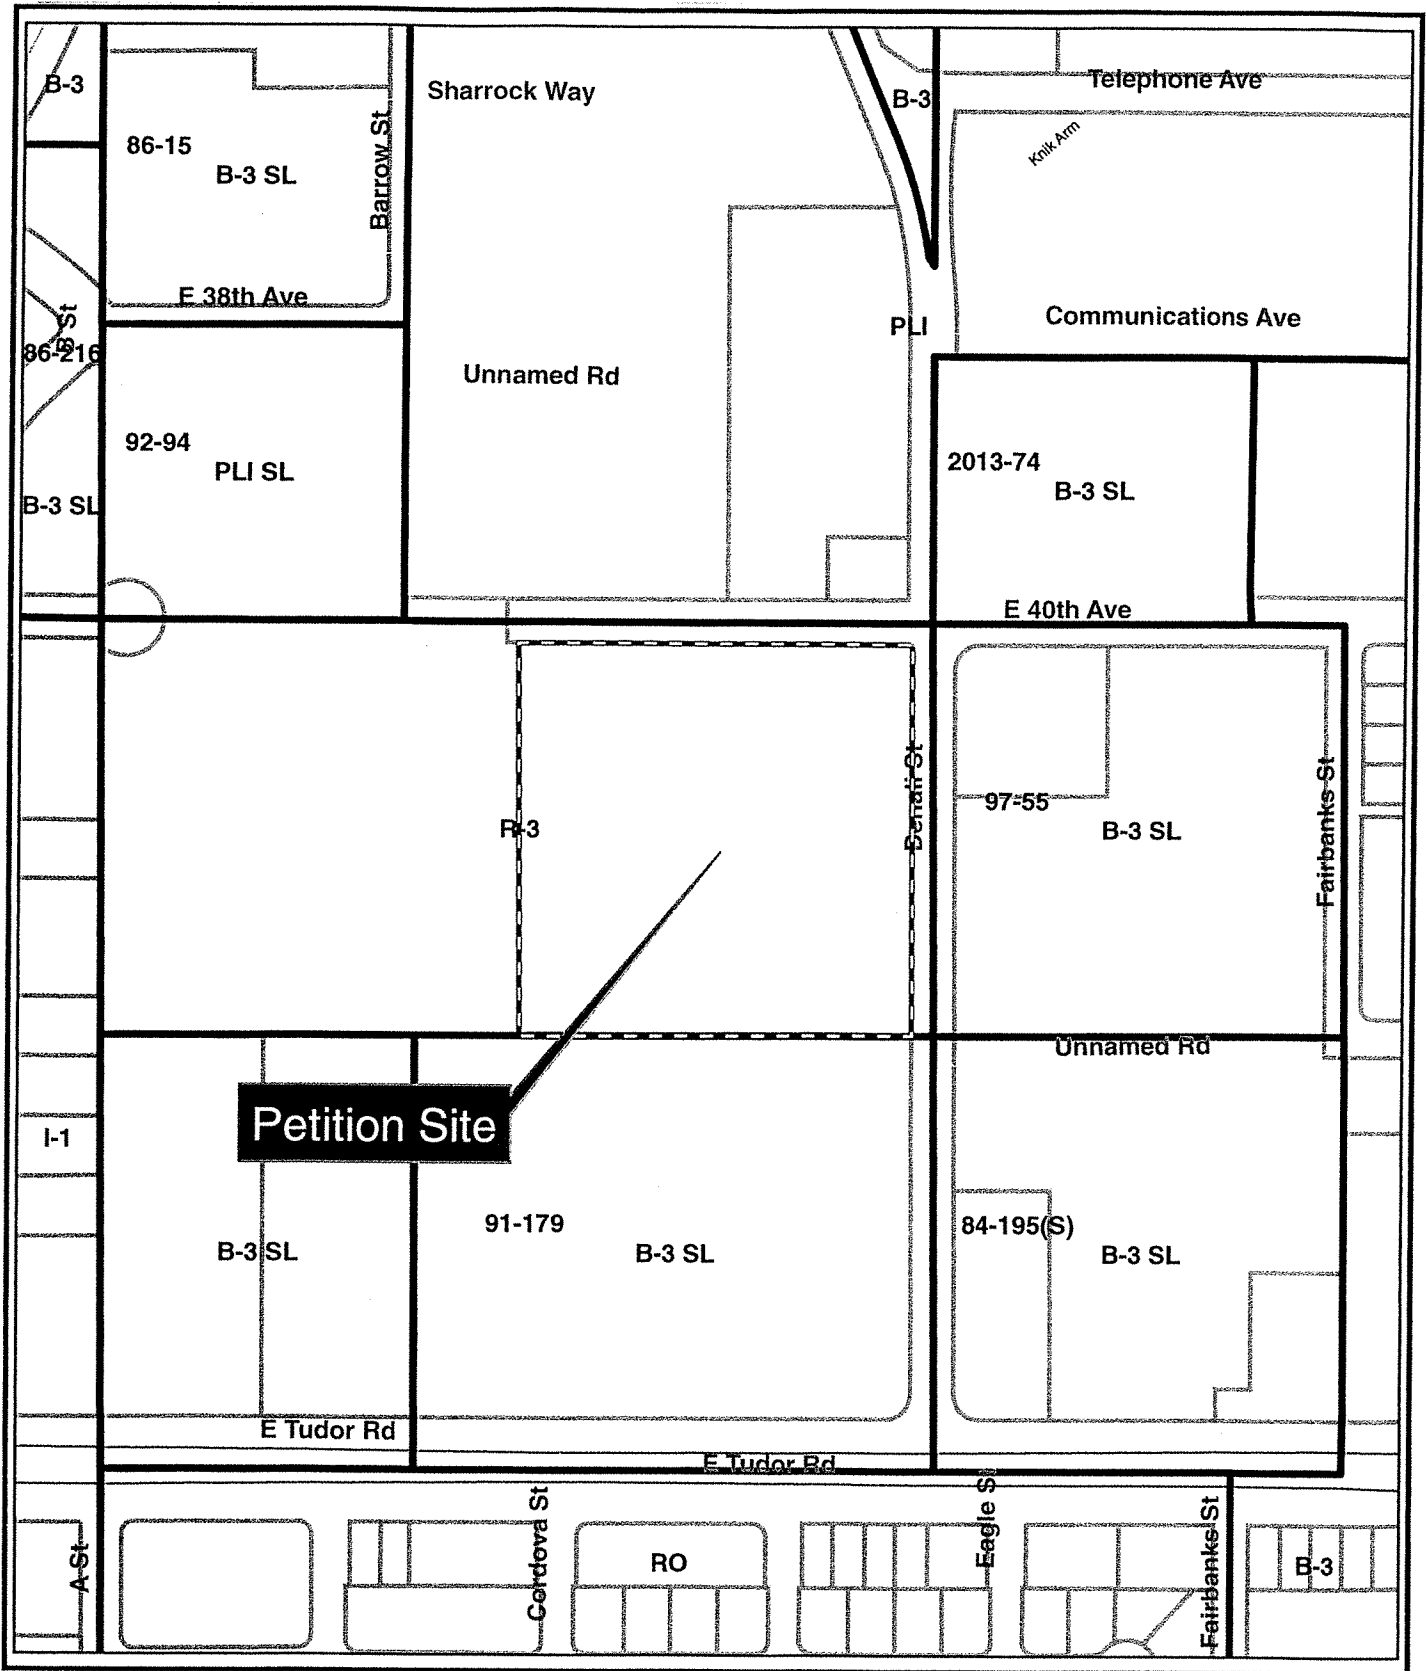 B-3
Sharrock Way
B-3
Telephone Ave
86-15
B-3 SL
Barrow St
Knik Arm
E 38th Ave
B St
86-216
PLI
Communications Ave
Unnamed Rd
92-94
PLI SL
2013-74
B-3 SL
B-3 SL
E 40th Ave
R-3
Denali St
97-55
B-3 SL
Fairbanks St
Unnamed Rd
Petition Site
I-1
91-179
B-3 SL
84-195(S)
B-3 SL
B-3 SL
E Tudor Rd
E Tudor Rd
A St
Cordova St
RO
Eagle St
Fairbanks St
B-3